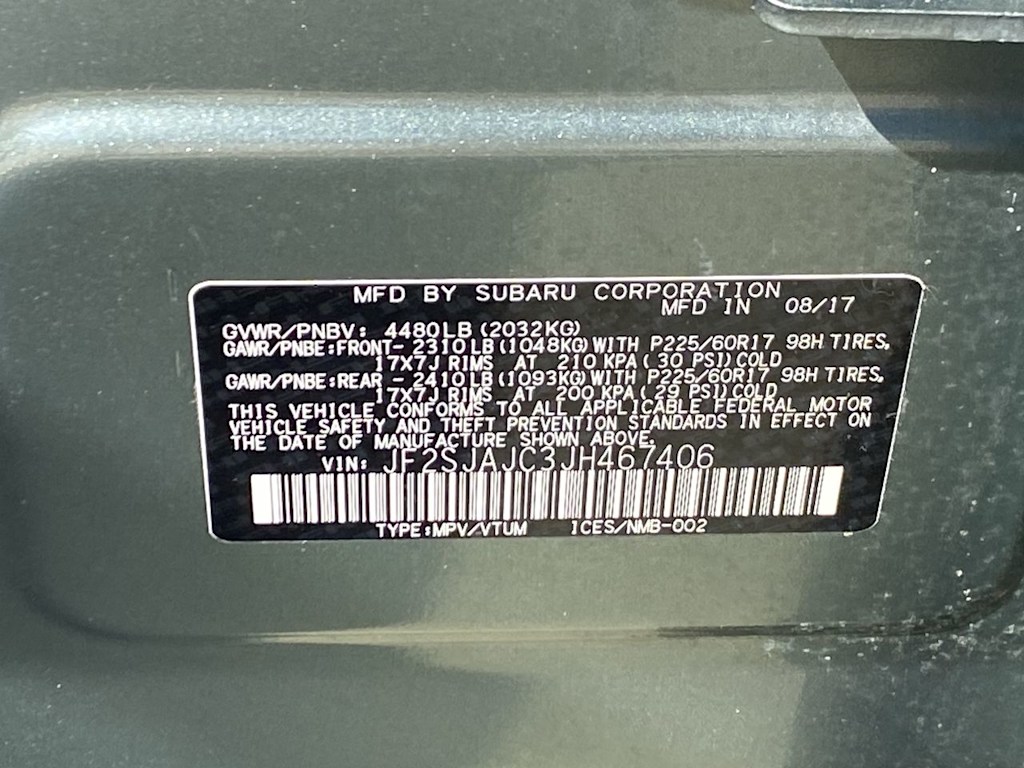 MFD BY SUBARU CORPORATION
MFD IN 08/17
GVWR/PNBV: 4480LB(2032KG)
GAWR/PNBE:FRONT- 2310LB(1048KG)WITH P225/60R17 98H TIRES,
17X7J RIMS AT 210 KPA( 30 PSI)COLD
GAWR/PNBE:REAR - 2410LB(1093KG)WITH P225/60R17 98H TIRES,
17X7J RIMS AT 200 KPA( 29 PSI)COLD
THIS VEHICLE CONFORMS TO ALL APPLICABLE FEDERAL MOTOR
VEHICLE SAFETY AND THEFT PREVENTION STANDARDS IN EFFECT ON
THE DATE OF MANUFACTURE SHOWN ABOVE.
VIN: JF2SJAJC3JH467406
TYPE:MPV/VTUM ICES/NMB-002